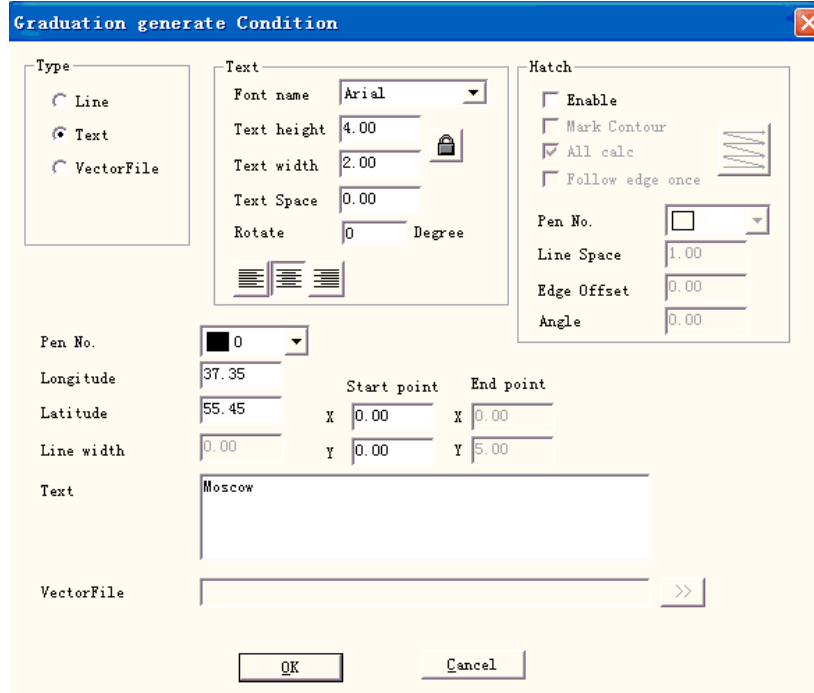 Graduation generate Condition
Type
Line
Text
VectorFile
Text
Font name Arial
Text height 4.00
Text width 2.00
Text Space 0.00
Rotate 0 Degree
Hatch
Enable
Mark Contour
All calc
Follow edge once
Pen No.
Line Space 1.00
Edge Offset 0.00
Angle 0.00
Pen No. 0
Longitude 37.35
Latitude 55.45
Line width 0.00
Start point End point
X 0.00 X 0.00
Y 0.00 Y 5.00
Text Moscow
VectorFile >>
OK Cancel